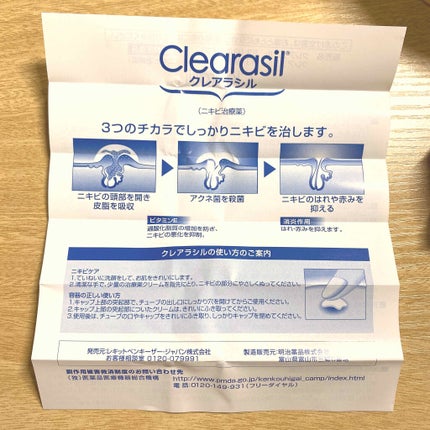 Clearasil®
クレアラシル
〈ニキビ治療薬〉
3つのチカラでしっかりニキビを治します。
ニキビの頭部を開き
皮脂を吸収
アクネ菌を殺菌
ニキビのはれや赤みを
抑える
ビタミンE
過酸化脂質の増加を防ぎ、
ニキビの悪化を抑制。
消炎作用
はれ・赤みを抑えます。
クレアラシルの使い方のご案内
ニキビケア
1.ていねいに洗顔をして、お肌をきれいにします。
2.清潔な手で、少量の治療薬クリームを指先にとり、ニキビの部分にやさしくぬってください。
容器の正しい使い方
1.キャップ上部の突起部で、チューブの出し口にしっかり穴を開けてからご使用ください。
2.キャップ上部の突起部についたクリームは、きれいにふき取ってください。
3.使用後は、チューブの口やキャップをきれいにふき取り、しっかりキャップを閉めてください。
発売元:レキットベンキーザー・ジャパン株式会社
お客様相談室 0120-079991
製造販売元:明治薬品株式会社
富山県富山市
副作用被害救済制度のお問い合わせ先
(独)医薬品医療機器総合機構
http://www.pmda.go.jp/kenkouhigai_camp/index.html
電話:0120-149-931(フリーダイヤル)